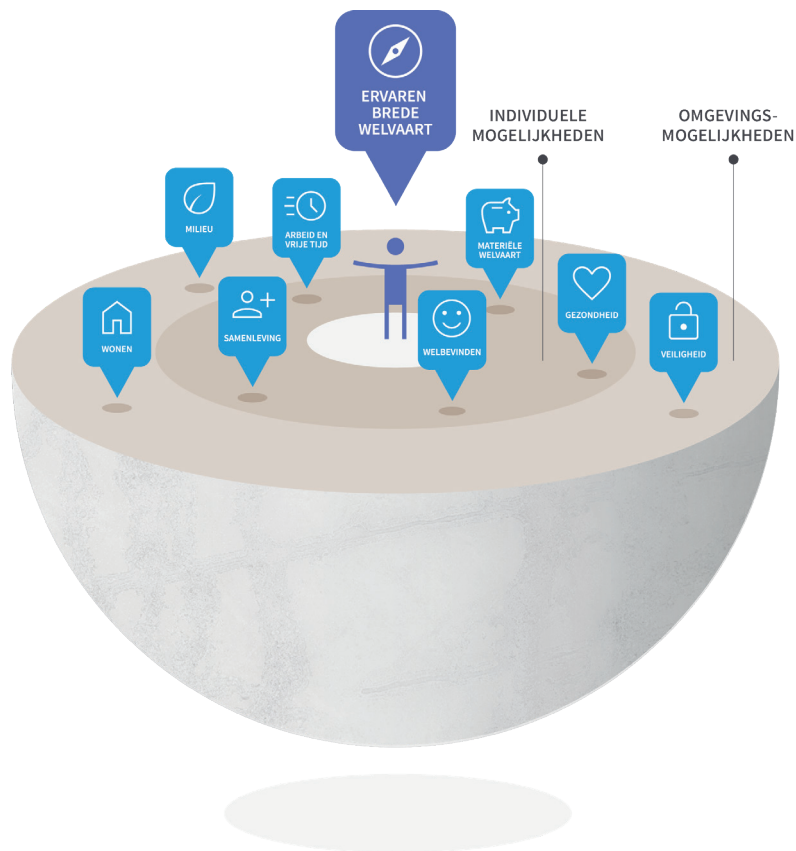 ERVAREN
BREDE
WELVAART
INDIVIDUELE
MOGELIJKHEDEN
OMGEVINGS-
MOGELIJKHEDEN
MILIEU
ARBEID EN
VRIJE TIJD
MATERIËLE
WELVAART
WONEN
SAMENLEVING
WELBEVINDEN
GEZONDHEID
VEILIGHEID